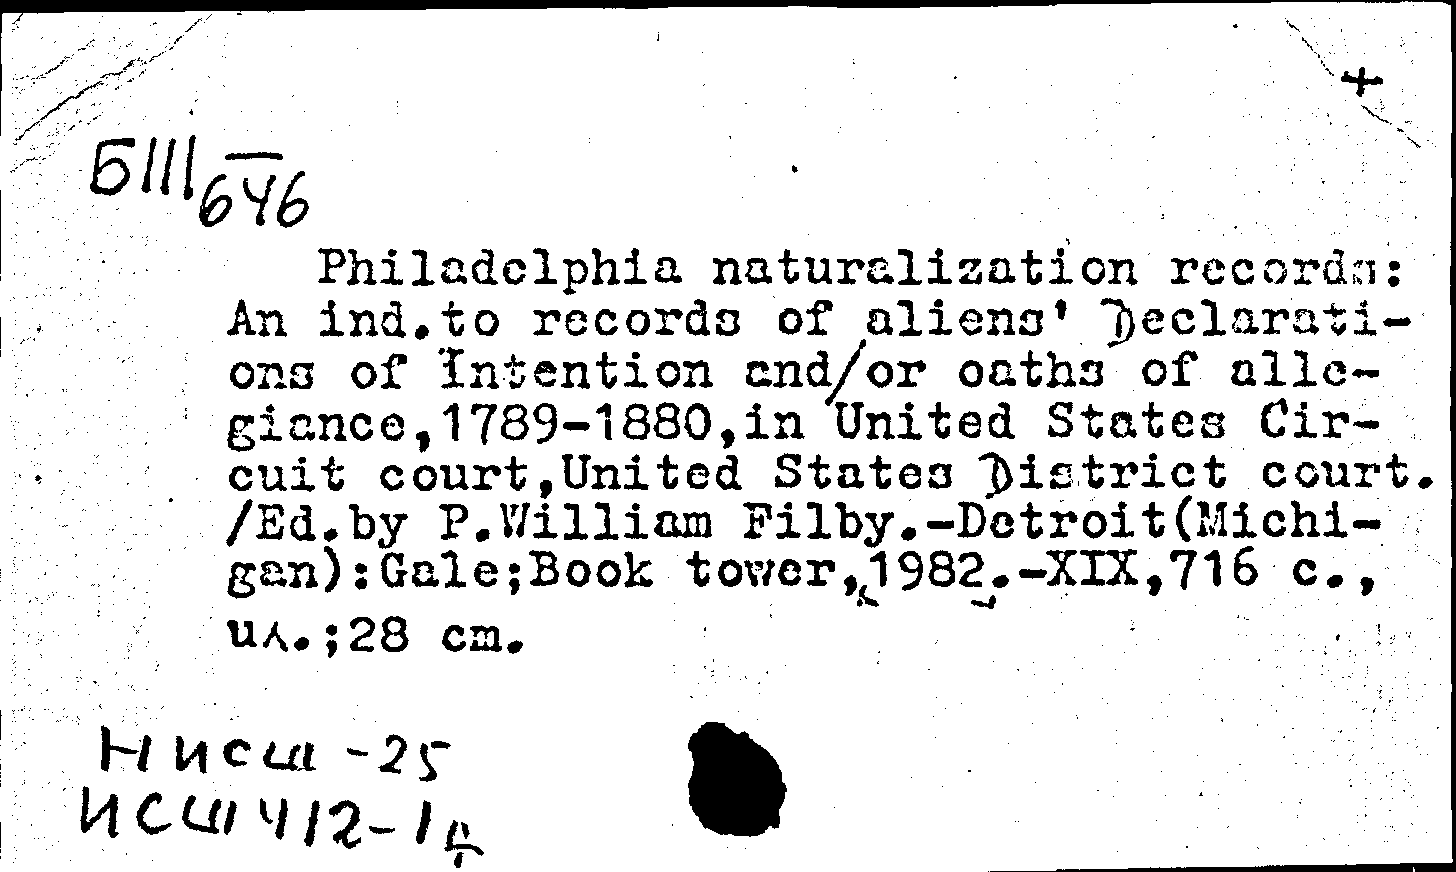 +
БIII 646
Philadelphia naturalization records:
An ind.to records of aliens' Declarati-
ons of Intention and/or oaths of alle-
giance,1789-1880,in United States Cir-
cuit court,United States District court.
/Ed.by P.William Filby.-Detroit(Michi-
gan):Gale;Book tower,1982.-XIX,716 c.,
ил.;28 cm.
НИСШ-25
ИСШ412-1д